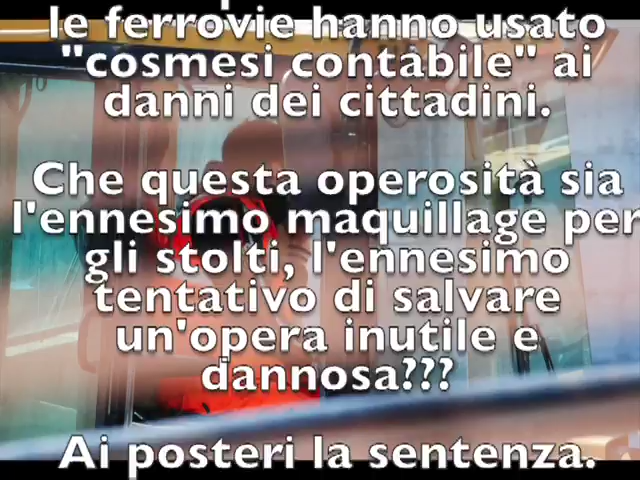 le ferrovie hanno usato
"cosmesi contabile" ai
danni dei cittadini.
Che questa operosità sia
l'ennesimo maquillage per
gli stolti, l'ennesimo
tentativo di salvare
un'opera inutile e
dannosa???
Ai posteri la sentenza.